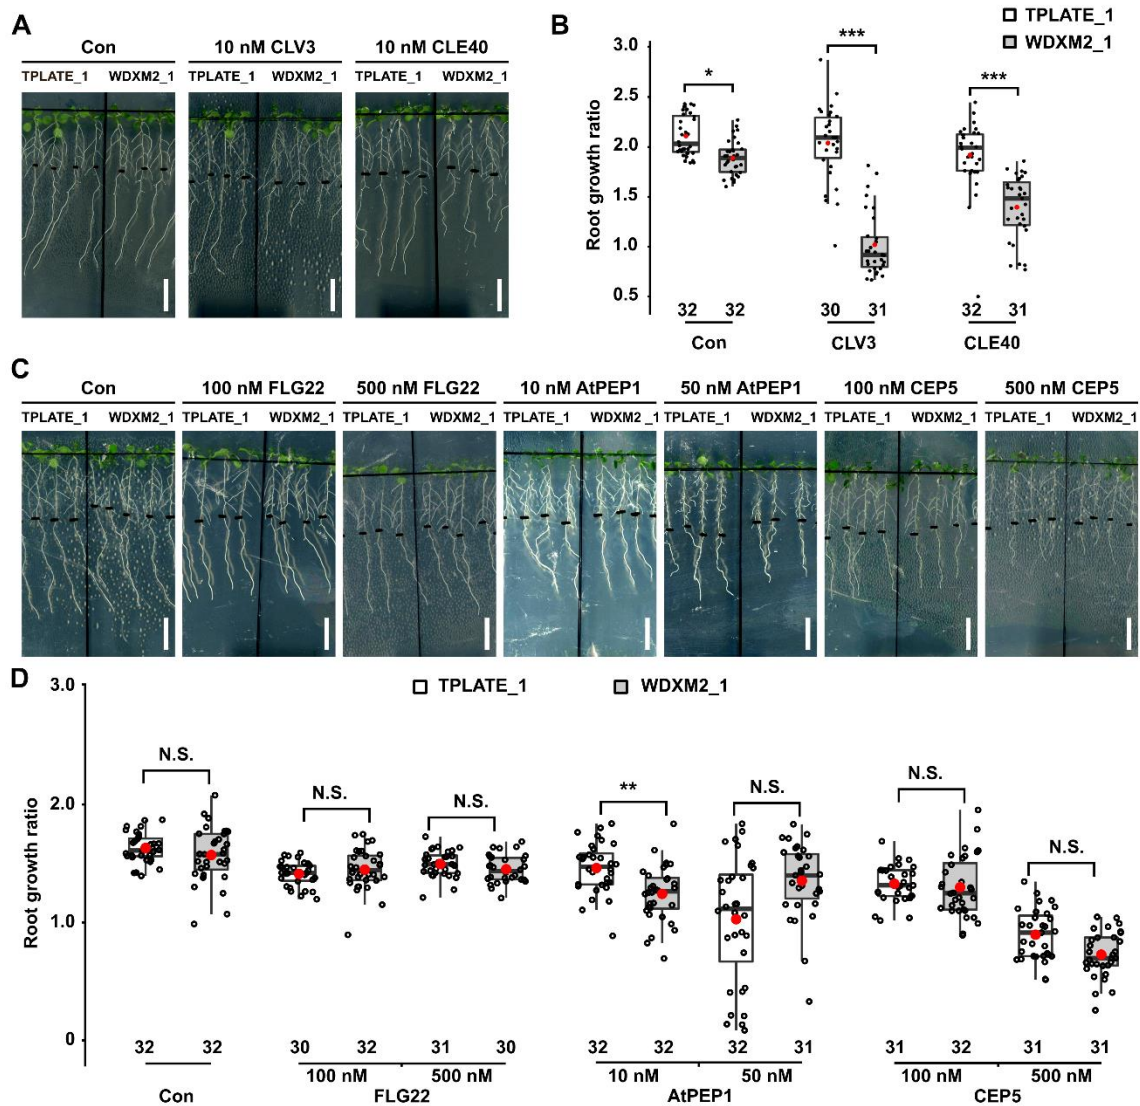 A
Con
10 nM CLV3
10 nM CLE40
TPLATE_1 WDXM2_1
TPLATE_1 WDXM2_1
TPLATE_1 WDXM2_1
B
TPLATE_1
WDXM2_1
Root growth ratio
3.0
2.5
2.0
1.5
1.0
0.5
*
***
***
32 32
30 31
32 31
Con
CLV3
CLE40
C
Con
100 nM FLG22
500 nM FLG22
10 nM AtPEP1
50 nM AtPEP1
100 nM CEP5
500 nM CEP5
TPLATE_1 WDXM2_1
TPLATE_1 WDXM2_1
TPLATE_1 WDXM2_1
TPLATE_1 WDXM2_1
TPLATE_1 WDXM2_1
TPLATE_1 WDXM2_1
TPLATE_1 WDXM2_1
D
TPLATE_1
WDXM2_1
Root growth ratio
3.0
2.0
1.0
0
N.S.
N.S.
N.S.
**
N.S.
N.S.
N.S.
32 32 30 32 31 30 32 32 32 31 31 32 31 31
100 nM 500 nM 10 nM 50 nM 100 nM 500 nM
Con FLG22 AtPEP1 CEP5